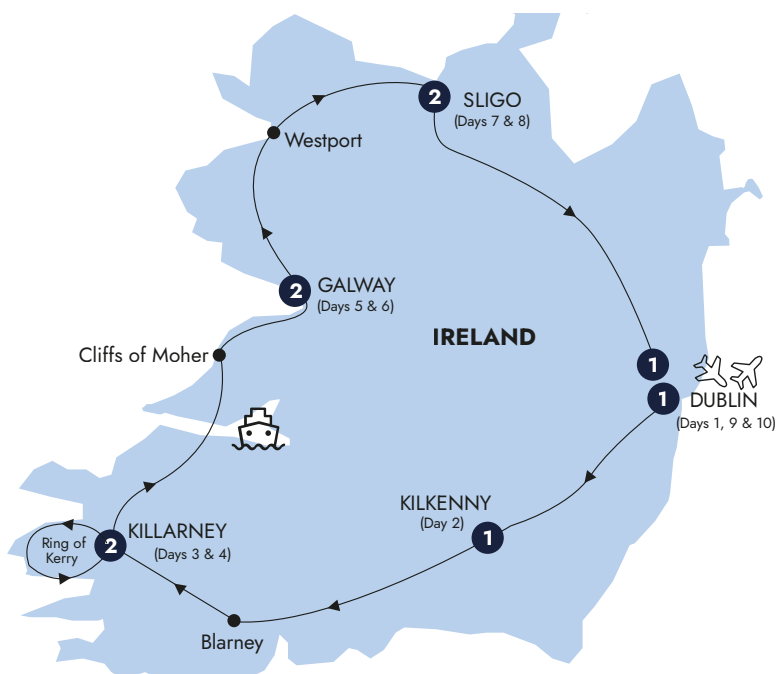 2
SLIGO
(Days 7 & 8)
Westport
2
GALWAY
(Days 5 & 6)
IRELAND
Cliffs of Moher
1
1
DUBLIN
(Days 1, 9 & 10)
KILKENNY
(Day 2)
1
2
KILLARNEY
(Days 3 & 4)
Ring of
Kerry
Blarney